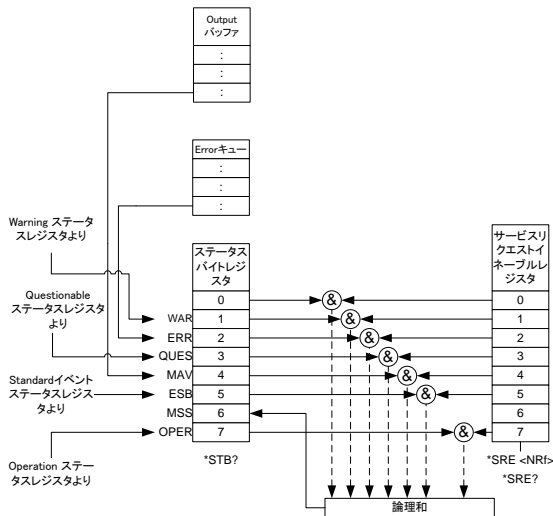 Output
バッファ
:
:
:
Errorキュー
:
:
:
Warning ステータ
スレジスタより
Questionable
ステータスレジスタ
より
Standardイベント
ステータスレジス
タより
Operation ステー
タスレジスタより
WAR
ERR
QUES
MAV
ESB
MSS
OPER
ステータス
バイトレジ
スタ
0
1
2
3
4
5
6
7
*STB?
&
&
&
&
&
&
&
サービスリ
クエストイ
ネーブルレ
ジスタ
0
1
2
3
4
5
6
7
*SRE <NRf>
*SRE?
論理和